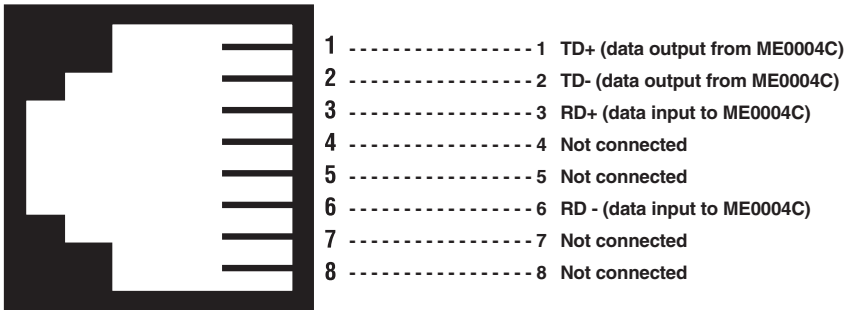 1 - - - - - - - - - - - - - - - - - 1 TD+ (data output from ME0004C)
2 - - - - - - - - - - - - - - - - - 2 TD- (data output from ME0004C)
3 - - - - - - - - - - - - - - - - - 3 RD+ (data input to ME0004C)
4 - - - - - - - - - - - - - - - - - 4 Not connected
5 - - - - - - - - - - - - - - - - - 5 Not connected
6 - - - - - - - - - - - - - - - - - 6 RD - (data input to ME0004C)
7 - - - - - - - - - - - - - - - - - 7 Not connected
8 - - - - - - - - - - - - - - - - - 8 Not connected